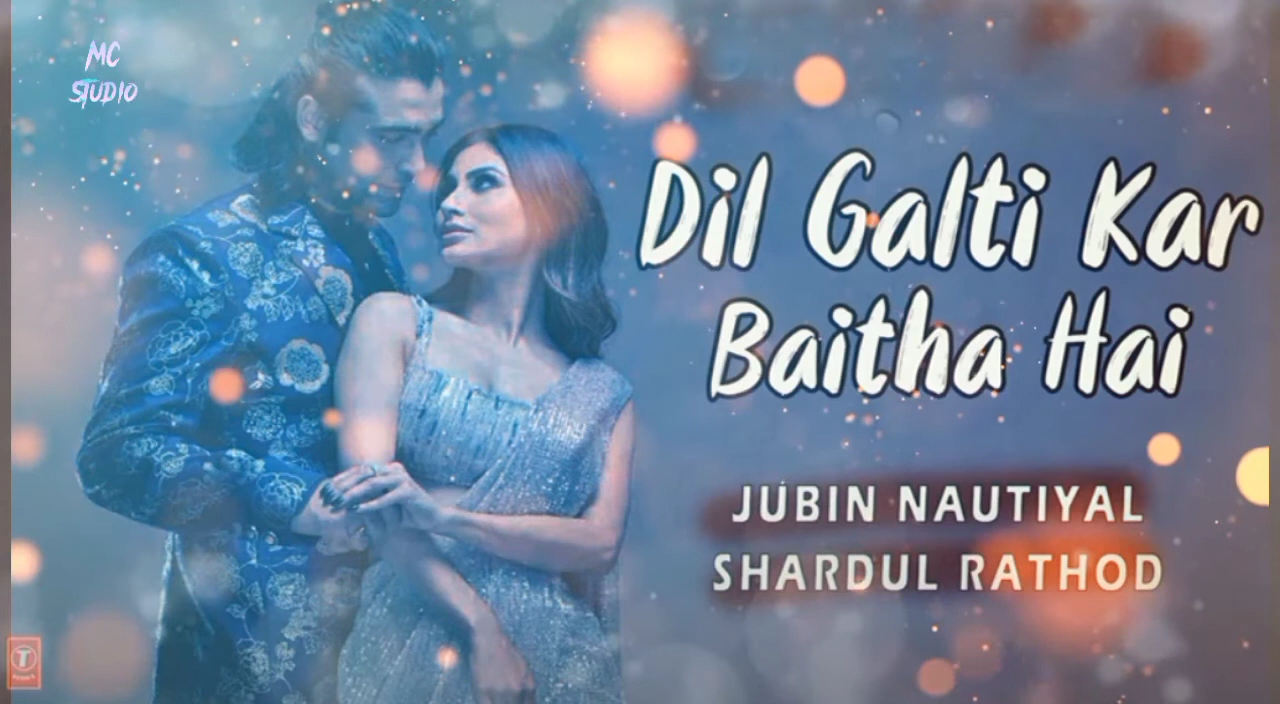 MC
STUDIO
Dil Galti Kar
Baitha Hai
JUBIN NAUTIYAL
SHARDUL RATHOD
T